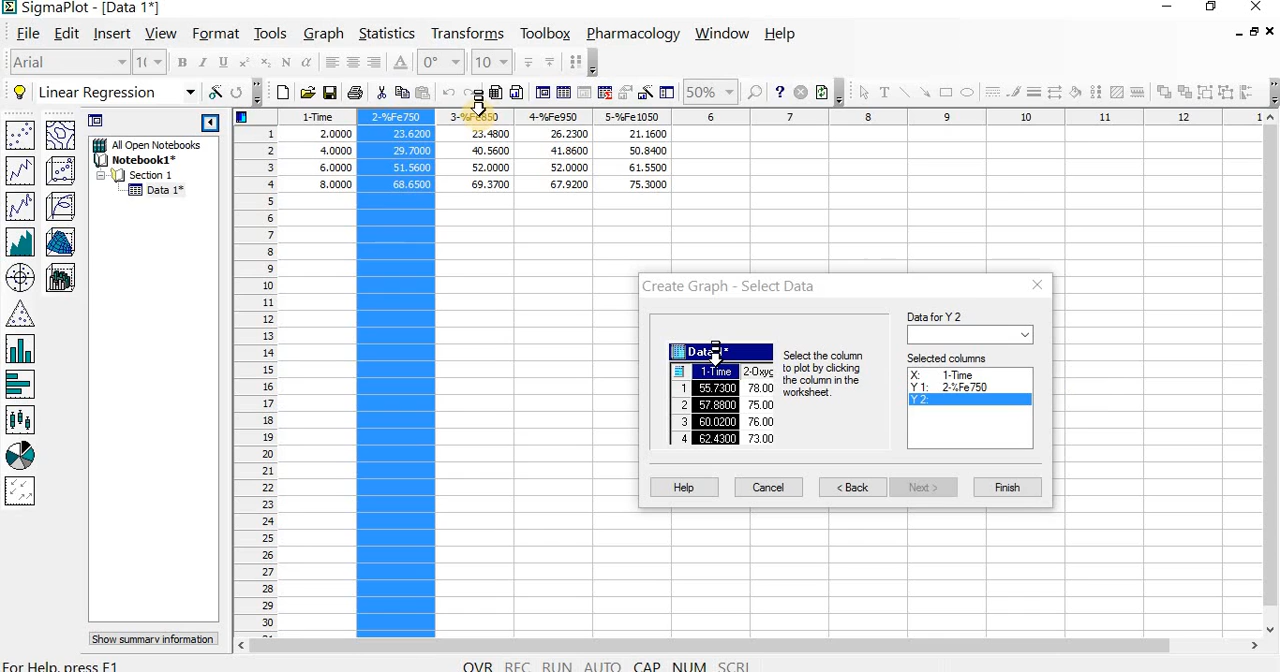 SigmaPlot - [Data 1*]
File Edit Insert View Format Tools Graph Statistics Transforms Toolbox Pharmacology Window Help
Arial B I U 0° 10
Linear Regression 50%
1-Time 2-%Fe750 4-%Fe950 5-%Fe1050 6 7 8 9 10 11 12
1 2.0000 23.6200 23.4800 26.2300 21.1600
2 4.0000 29.7000 40.5600 41.8600 50.8400
3 6.0000 51.5600 52.0000 52.0000 61.5500
4 8.0000 68.6500 69.3700 67.9200 75.3000
5
6
7
8
9
10
11
12
13
14
15
16
17
18
19
20
21
22
23
24
25
26
27
28
29
30
All Open Notebooks
Notebook1*
Section 1
Data 1*
Show summary information
Create Graph - Select Data
1-Time 2-Oxyg
1 55.7300 78.00
2 57.8800 75.00
3 60.0200 76.00
4 62.4300 73.00
Select the column
to plot by clicking
the column in the
worksheet.
Data for Y 2
Selected columns
X: 1-Time
Y 1: 2-%Fe750
Y 2:
Help Cancel < Back Next > Finish
For Help, press F1 OVR REC RUN AUTO CAP NUM SCRL